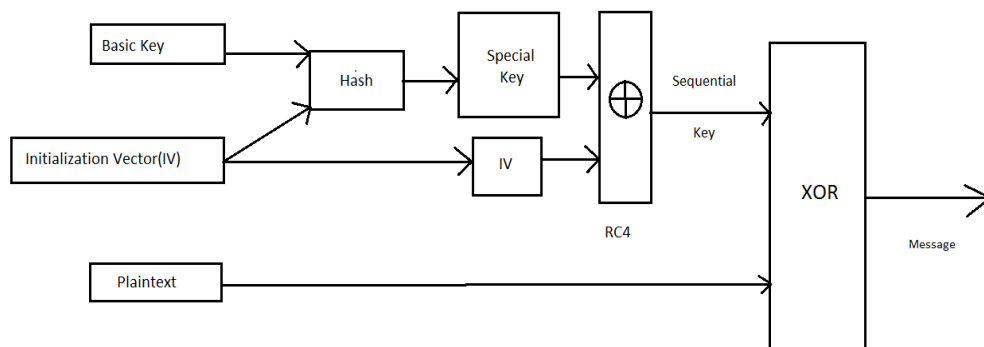 Basic Key
Hash
Special
Key
Sequential
Key
Initialization Vector(IV)
IV
XOR
RC4
Message
Plaintext